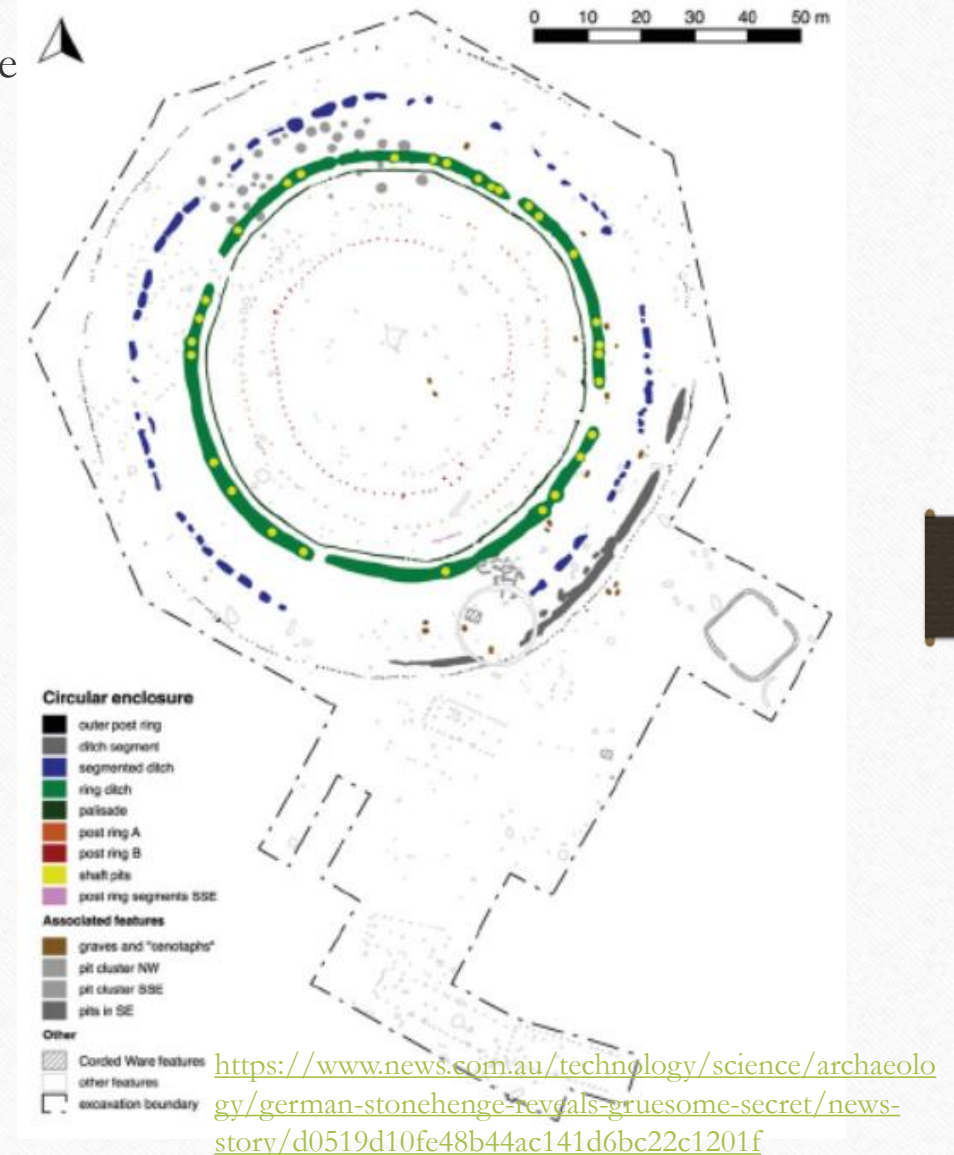 e
0 10 20 30 40 50 m
Circular enclosure
outer post ring
ditch segment
segmented ditch
ring ditch
palisade
post ring A
post ring B
shaft pits
post ring segments SSE
Associated features
graves and "cenotaphs"
pit cluster NW
pit cluster SSE
pits in SE
Other
Corded Ware features
other features
excavation boundary
https://www.news.com.au/technology/science/archaeolo
gy/german-stonehenge-reveals-gruesome-secret/news-
story/d0519d10fe48b44ac141d6bc22c1201f